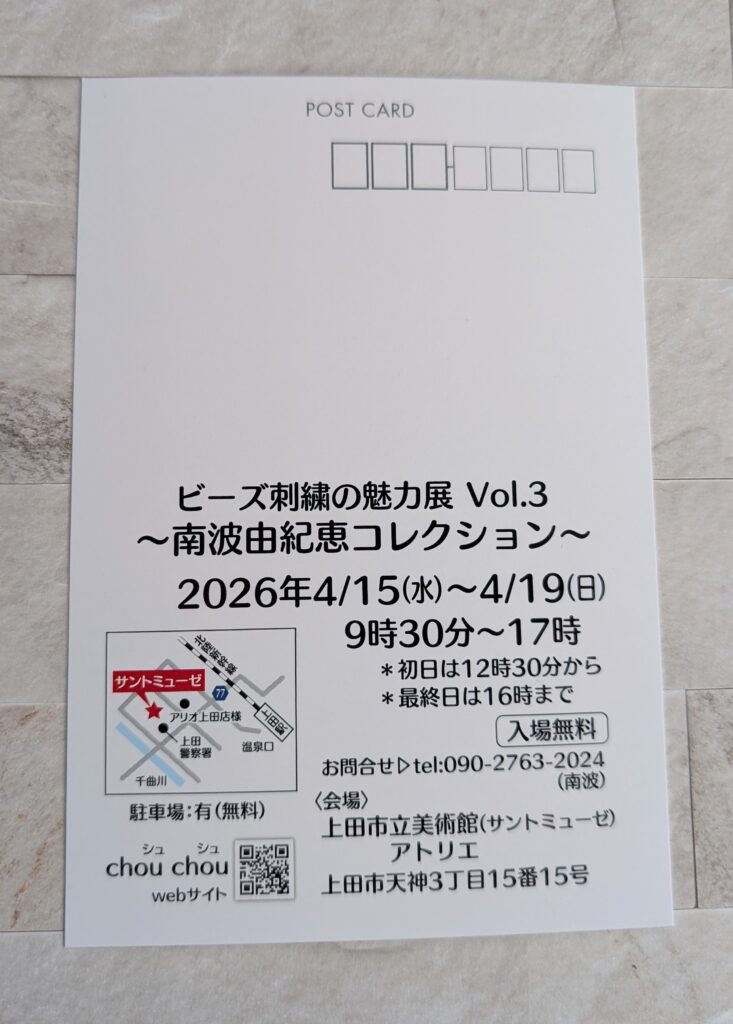 POST CARD
ビーズ刺繍の魅力展 Vol.3
～南波由紀恵コレクション～
2026年4/15(水)～4/19(日)
9時30分～17時
＊初日は12時30分から
＊最終日は16時まで
入場無料
お問合せ▷tel:090-2763-2024
(南波)
〈会場〉
上田市立美術館(サントミューゼ)
アトリエ
上田市天神3丁目15番15号
北陸新幹線
サントミューゼ
77
アリオ上田店様
上田駅
上田
警察署
温泉口
千曲川
駐車場:有(無料)
シュ シュ
chou chou
webサイト